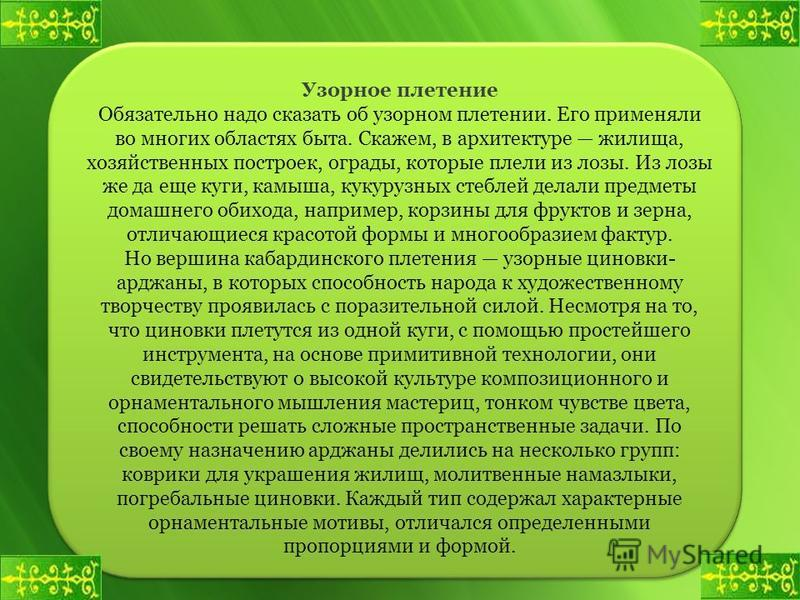 Узорное плетение
Обязательно надо сказать об узорном плетении. Его применяли
во многих областях быта. Скажем, в архитектуре — жилища,
хозяйственных построек, ограды, которые плели из лозы. Из лозы
же да еще куги, камыша, кукурузных стеблей делали предметы
домашнего обихода, например, корзины для фруктов и зерна,
отличающиеся красотой формы и многообразием фактур.
Но вершина кабардинского плетения — узорные циновки-
арджаны, в которых способность народа к художественному
творчеству проявилась с поразительной силой. Несмотря на то,
что циновки плетутся из одной куги, с помощью простейшего
инструмента, на основе примитивной технологии, они
свидетельствуют о высокой культуре композиционного и
орнаментального мышления мастериц, тонком чувстве цвета,
способности решать сложные пространственные задачи. По
своему назначению арджаны делились на несколько групп:
коврики для украшения жилищ, молитвенные намазлыки,
погребальные циновки. Каждый тип содержал характерные
орнаментальные мотивы, отличался определенными
пропорциями и формой.
MyShared